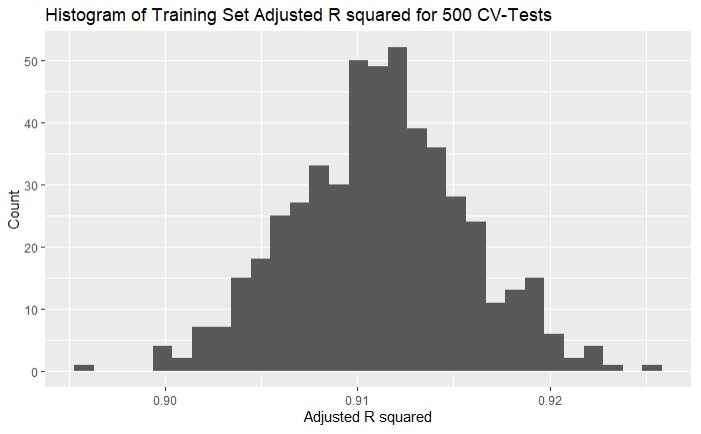 Histogram of Training Set Adjusted R squared for 500 CV-Tests
50
40
30
20
10
0
Count
0.90 0.91 0.92
Adjusted R squared